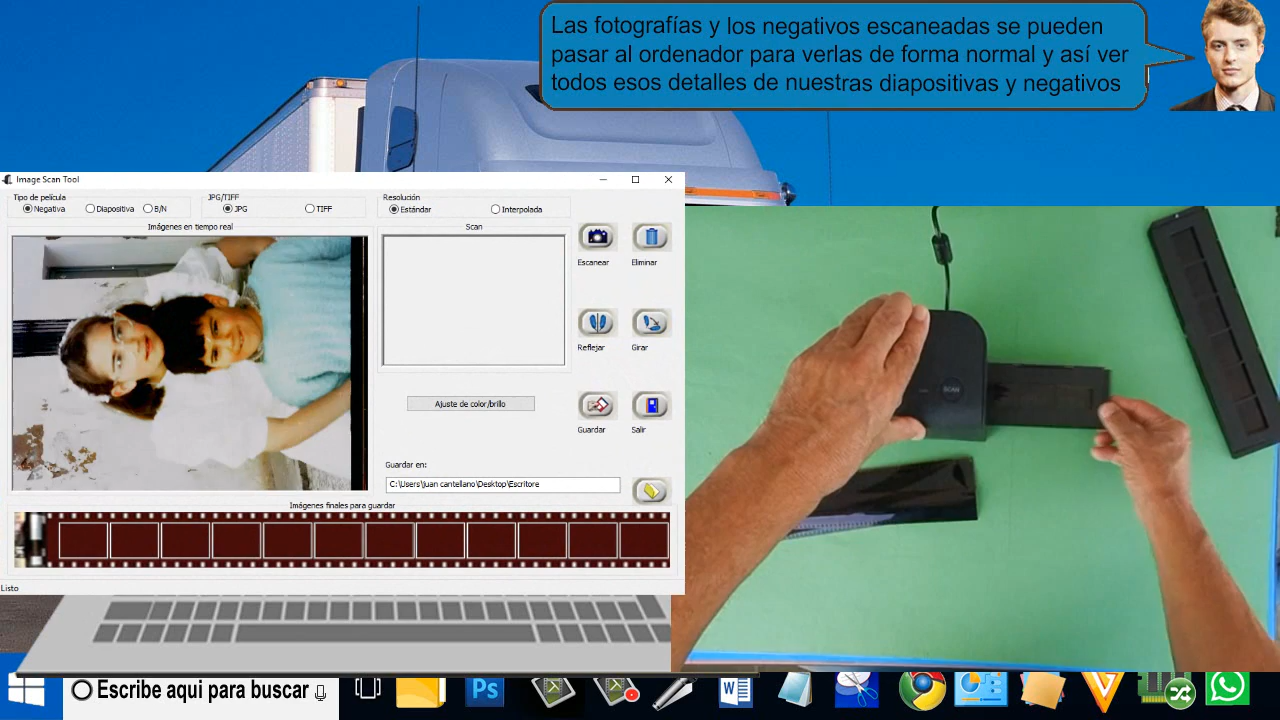 Las fotografías y los negativos escaneadas se pueden
pasar al ordenador para verlas de forma normal y así ver
todos esos detalles de nuestras diapositivas y negativos
Image Scan Tool
Tipo de película
Negativa Diapositiva B/N
JPG/TIFF
JPG TIFF
Resolución
Estándar Interpolada
Imágenes en tiempo real
Scan
Escanear Eliminar
Reflejar Girar
Ajuste de color/brillo
Guardar Salir
Guardar en:
C:\Users\juan cantellano\Desktop\Escritore
Imágenes finales para guardar
Listo
SCAN
Escribe aqui para buscar
Ps
W